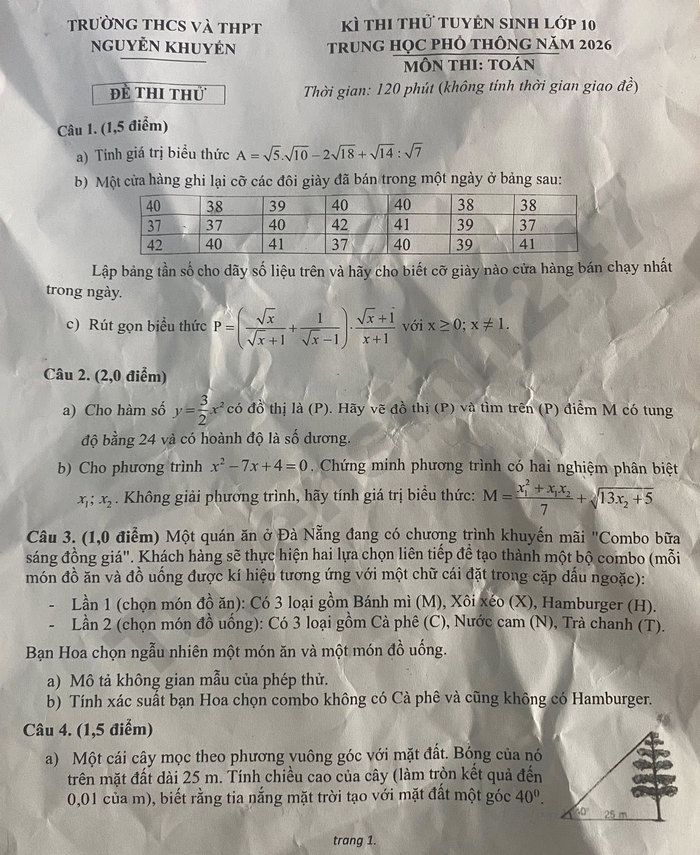 TRƯỜNG THCS VÀ THPT
NGUYỄN KHUYẾN
ĐỀ THI THỬ
KÌ THI THỬ TUYỂN SINH LỚP 10
TRUNG HỌC PHỔ THÔNG NĂM 2026
MÔN THI: TOÁN
Thời gian: 120 phút (không tính thời gian giao đề)
Câu 1. (1,5 điểm)
a) Tính giá trị biểu thức A = √5.√10 − 2√18 + √14 : √7
b) Một cửa hàng ghi lại cỡ các đôi giày đã bán trong một ngày ở bảng sau:
40 38 39 40 40 38 38
37 37 40 42 41 39 37
42 40 41 37 40 39 41
Lập bảng tần số cho dãy số liệu trên và hãy cho biết cỡ giày nào cửa hàng bán chạy nhất
trong ngày.
c) Rút gọn biểu thức P = (√x/(√x+1) + 1/(√x−1)) · (√x+1)/(x+1) với x ≥ 0; x ≠ 1.
Câu 2. (2,0 điểm)
a) Cho hàm số y = 3/2 x² có đồ thị là (P). Hãy vẽ đồ thị (P) và tìm trên (P) điểm M có tung
độ bằng 24 và có hoành độ là số dương.
b) Cho phương trình x² − 7x + 4 = 0. Chứng minh phương trình có hai nghiệm phân biệt
x₁; x₂. Không giải phương trình, hãy tính giá trị biểu thức: M = (x₁² + x₁x₂)/7 + √(13x₂ + 5)
Câu 3. (1,0 điểm) Một quán ăn ở Đà Nẵng đang có chương trình khuyến mãi "Combo bữa
sáng đồng giá". Khách hàng sẽ thực hiện hai lựa chọn liên tiếp để tạo thành một bộ combo (mỗi
món đồ ăn và đồ uống được kí hiệu tương ứng với một chữ cái đặt trong cặp dấu ngoặc):
- Lần 1 (chọn món đồ ăn): Có 3 loại gồm Bánh mì (M), Xôi xéo (X), Hamburger (H).
- Lần 2 (chọn món đồ uống): Có 3 loại gồm Cà phê (C), Nước cam (N), Trà chanh (T).
Bạn Hoa chọn ngẫu nhiên một món ăn và một món đồ uống.
a) Mô tả không gian mẫu của phép thử.
b) Tính xác suất bạn Hoa chọn combo không có Cà phê và cũng không có Hamburger.
Câu 4. (1,5 điểm)
a) Một cái cây mọc theo phương vuông góc với mặt đất. Bóng của nó
trên mặt đất dài 25 m. Tính chiều cao của cây (làm tròn kết quả đến
0,01 của m), biết rằng tia nắng mặt trời tạo với mặt đất một góc 40⁰.
40° 25 m
trang 1.